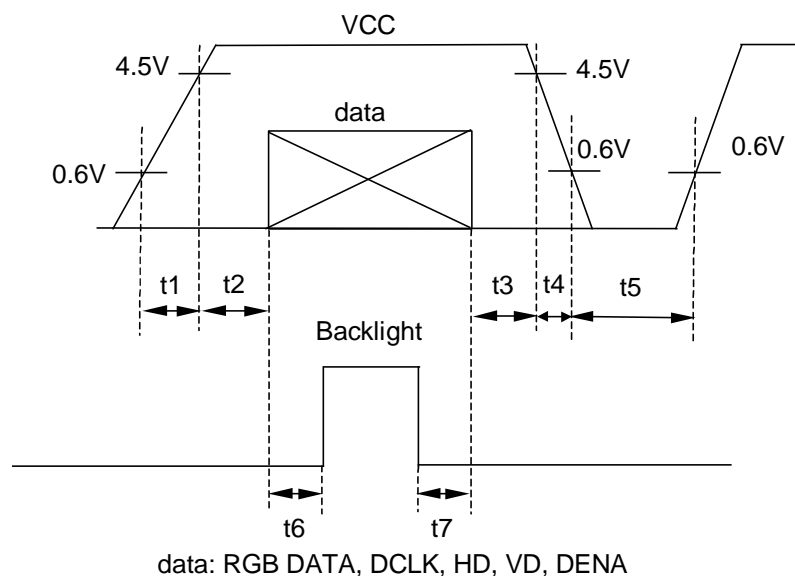 VCC
4.5V
4.5V
data
0.6V
0.6V
0.6V
t1
t2
t3
t4
t5
Backlight
t6
t7
data: RGB DATA, DCLK, HD, VD, DENA